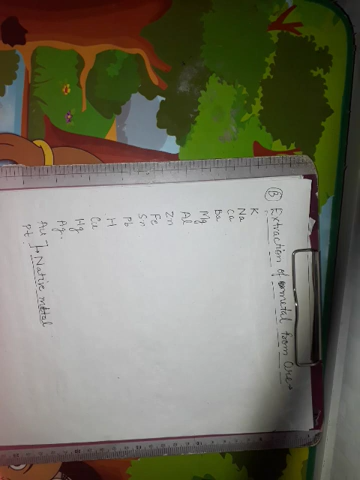 (B) Extraction of metal from Ore →
K
Na
Ca
Ba
Mg
Al
Zn
Fe
Sn
Pb
H
Cu
Hg
Ag
Au
Pt } → Native metal